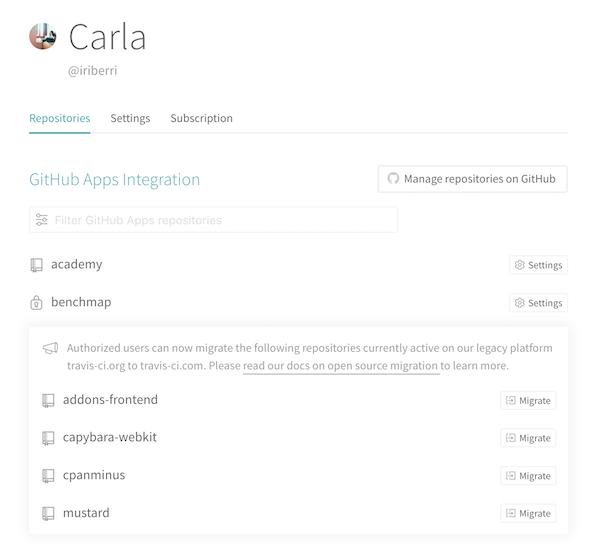 Carla
@iriberri
Repositories Settings Subscription
GitHub Apps Integration
Manage repositories on GitHub
Filter GitHub Apps repositories
academy
Settings
benchmap
Settings
Authorized users can now migrate the following repositories currently active on our legacy platform
travis-ci.org to travis-ci.com. Please read our docs on open source migration to learn more.
addons-frontend
Migrate
capybara-webkit
Migrate
cpanminus
Migrate
mustard
Migrate